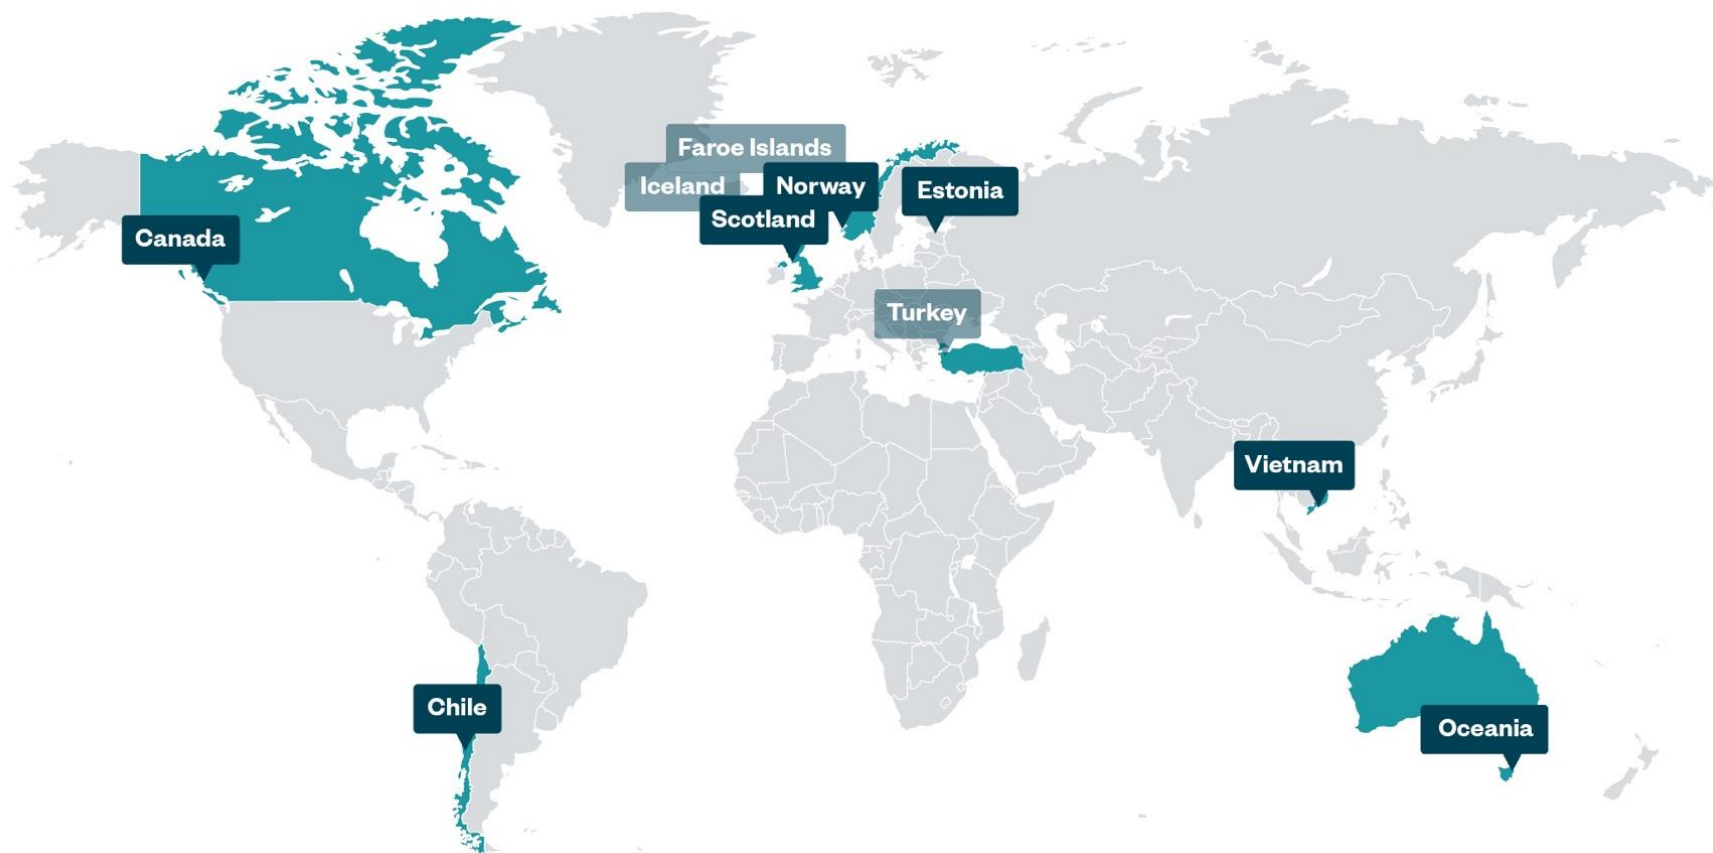 Faroe Islands
Iceland
Norway
Estonia
Scotland
Canada
Turkey
Vietnam
Chile
Oceania